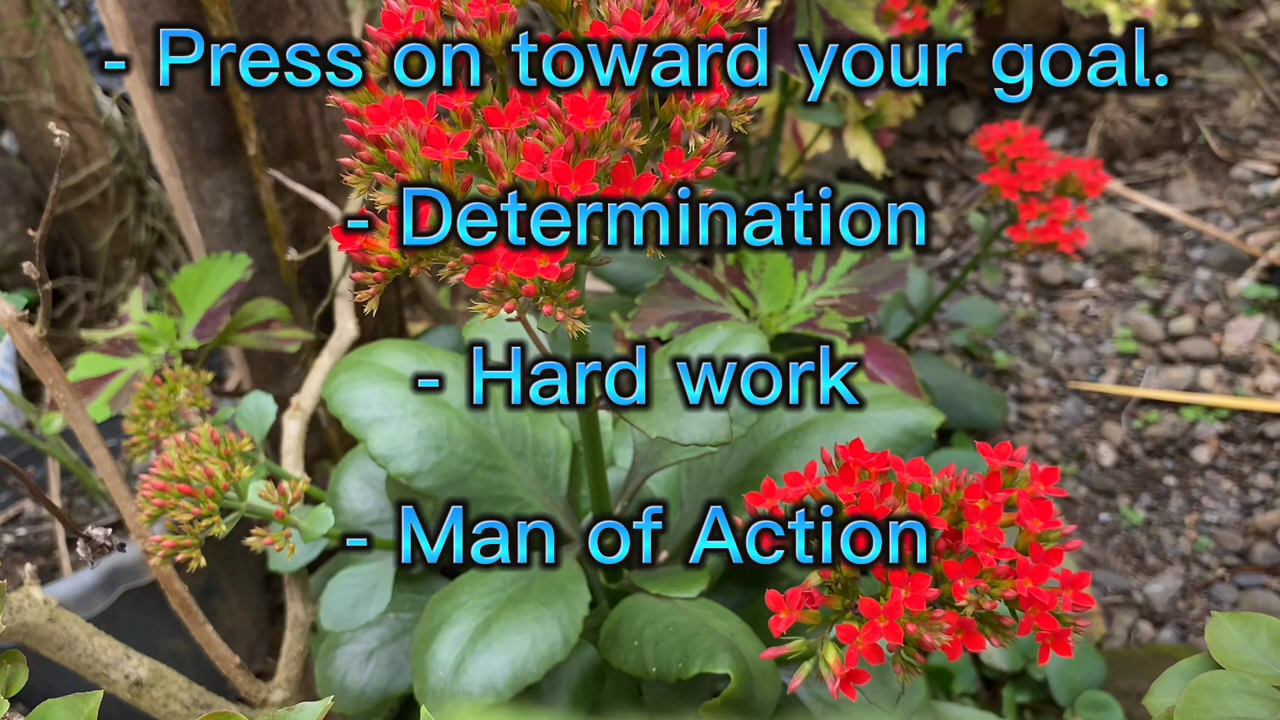 - Press on toward your goal.
- Determination
- Hard work
- Man of Action